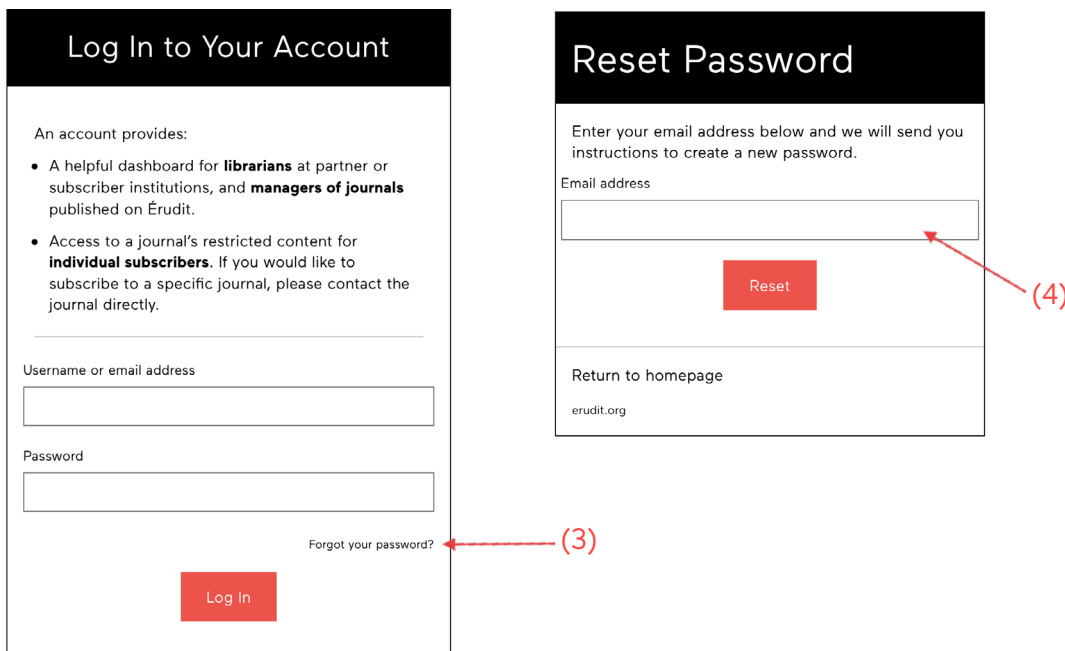 Log In to Your Account
An account provides:
• A helpful dashboard for librarians at partner or
subscriber institutions, and managers of journals
published on Érudit.
• Access to a journal's restricted content for
individual subscribers. If you would like to
subscribe to a specific journal, please contact the
journal directly.
Username or email address
Password
Forgot your password?
(3)
Log In
Reset Password
Enter your email address below and we will send you
instructions to create a new password.
Email address
(4)
Reset
Return to homepage
erudit.org